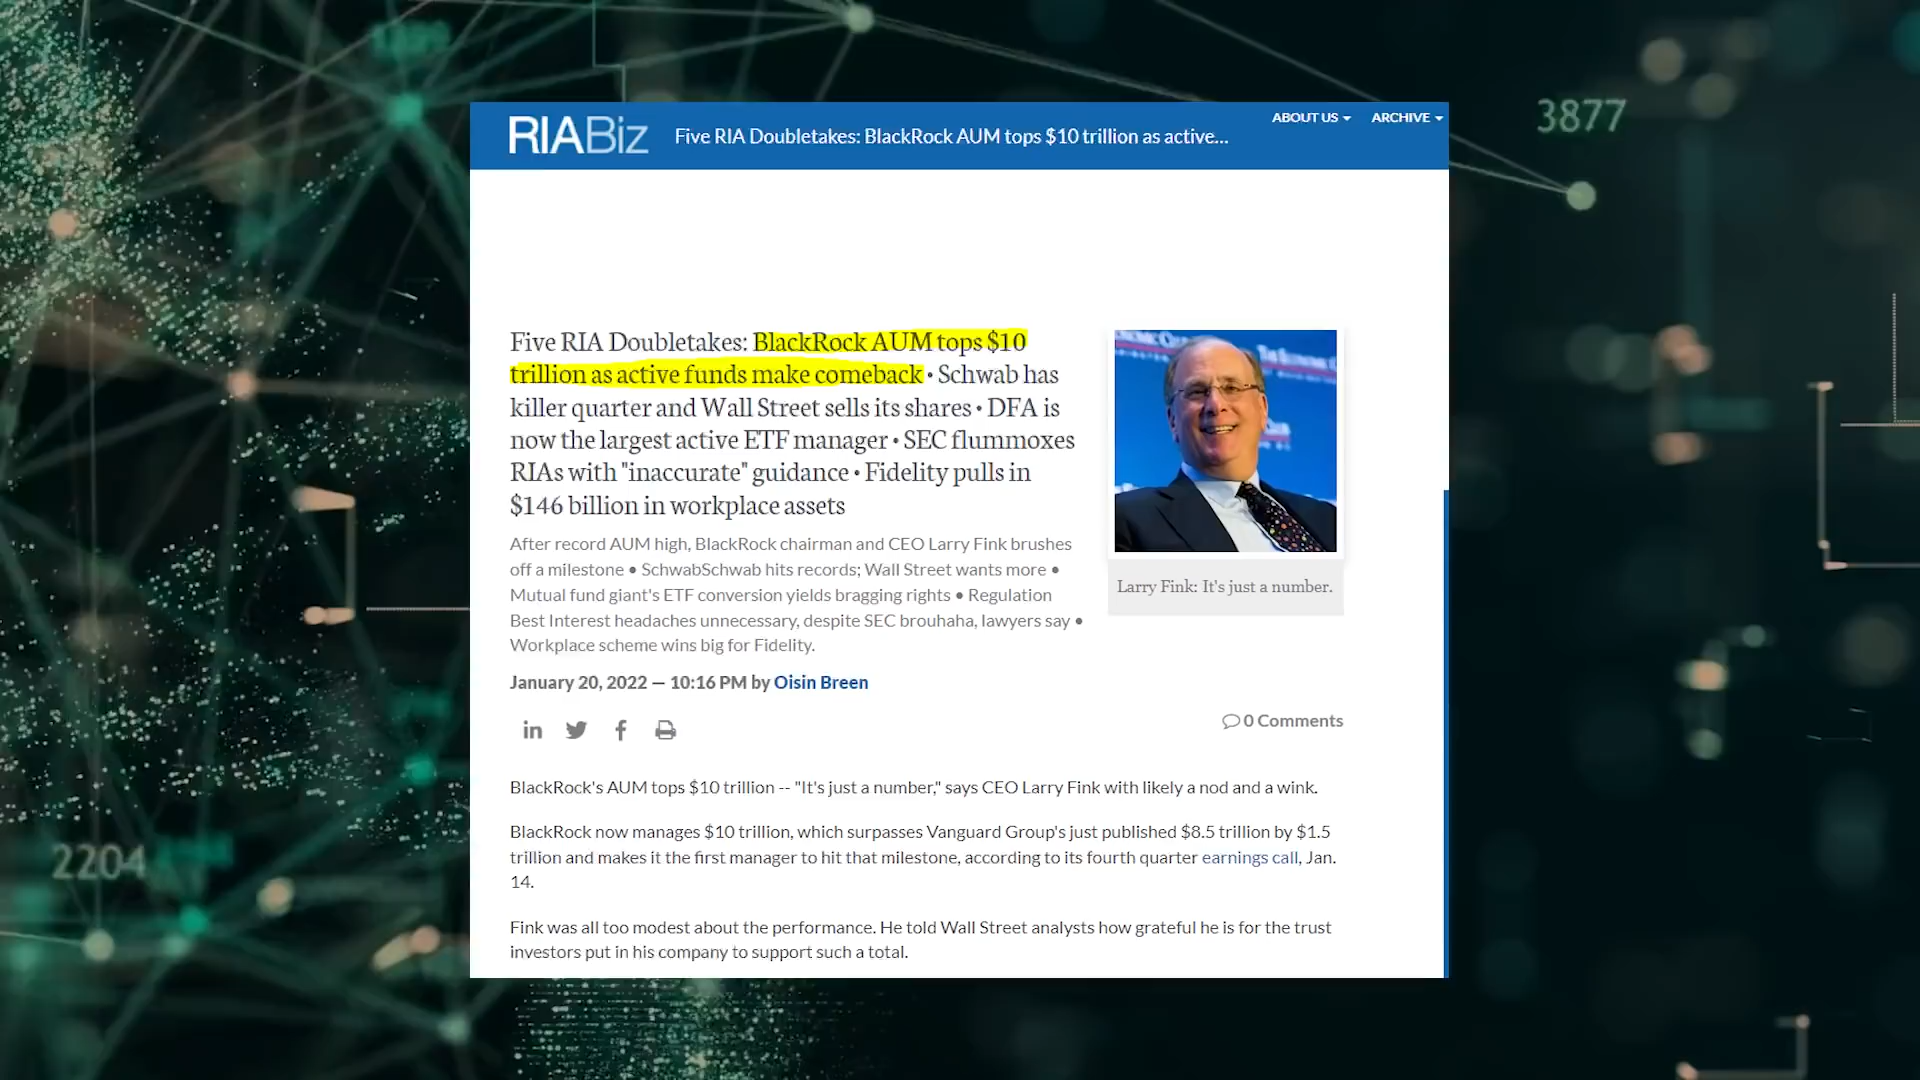 3877
RIABiz
Five RIA Doubletakes: BlackRock AUM tops $10 trillion as active...
ABOUT US
ARCHIVE
Five RIA Doubletakes: BlackRock AUM tops $10
trillion as active funds make comeback • Schwab has
killer quarter and Wall Street sells its shares • DFA is
now the largest active ETF manager • SEC flummoxes
RIAs with "inaccurate" guidance • Fidelity pulls in
$146 billion in workplace assets
After record AUM high, BlackRock chairman and CEO Larry Fink brushes
off a milestone • SchwabSchwab hits records; Wall Street wants more •
Mutual fund giant's ETF conversion yields bragging rights • Regulation
Best Interest headaches unnecessary, despite SEC brouhaha, lawyers say •
Workplace scheme wins big for Fidelity.
Larry Fink: It's just a number.
January 20, 2022 — 10:16 PM by Oisin Breen
0 Comments
BlackRock's AUM tops $10 trillion -- "It's just a number," says CEO Larry Fink with likely a nod and a wink.
BlackRock now manages $10 trillion, which surpasses Vanguard Group's just published $8.5 trillion by $1.5
trillion and makes it the first manager to hit that milestone, according to its fourth quarter earnings call, Jan.
14.
Fink was all too modest about the performance. He told Wall Street analysts how grateful he is for the trust
investors put in his company to support such a total.
2204